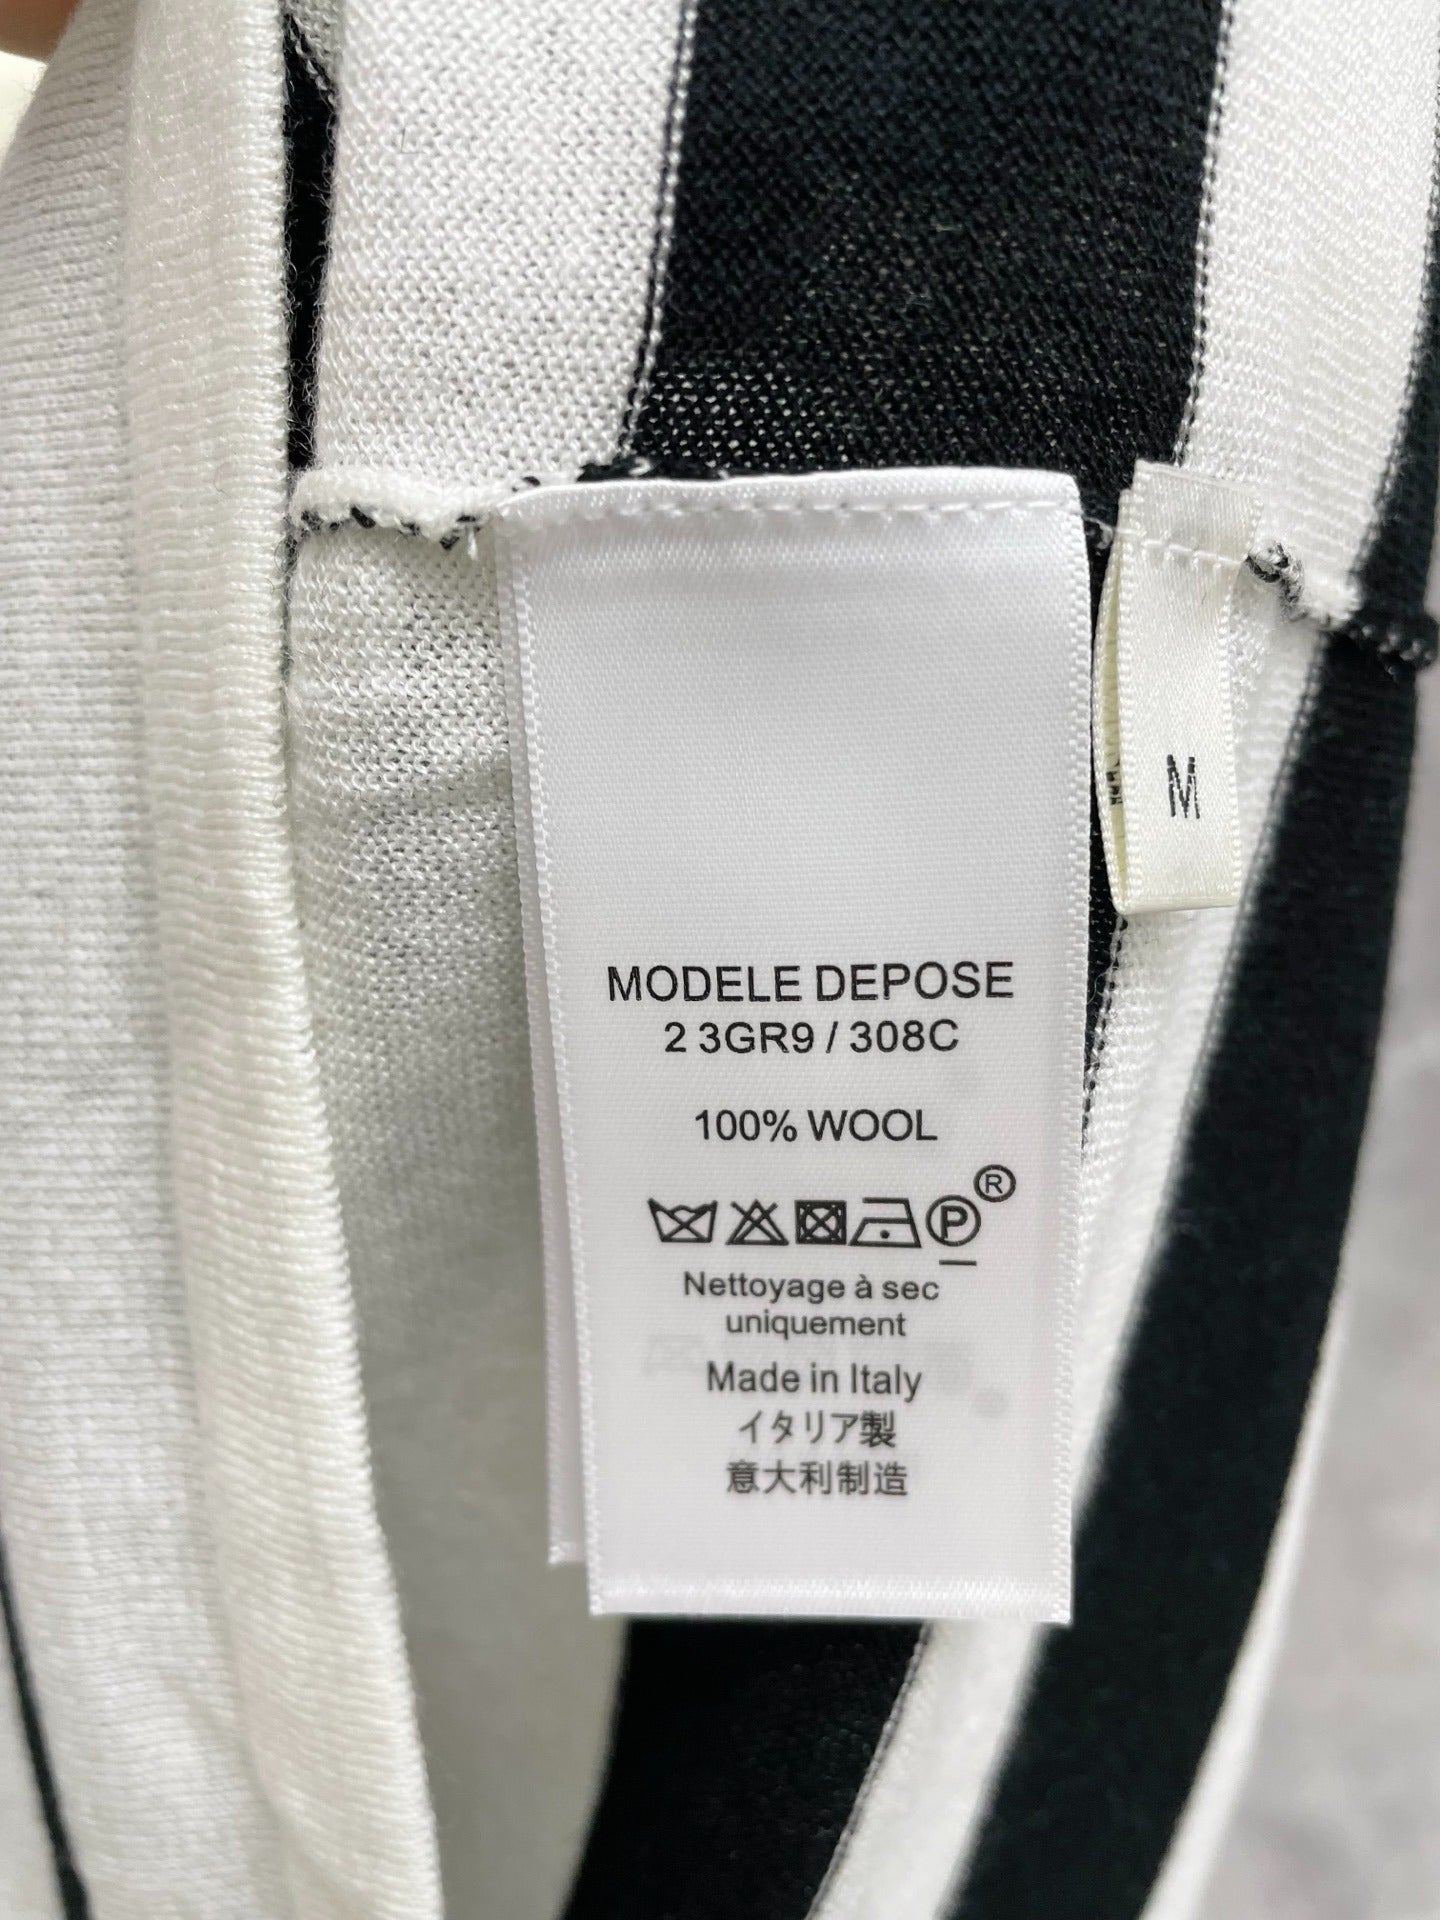 MODELE DEPOSE
2 3GR9 / 308C
100% WOOL
P ®
Nettoyage à sec
uniquement
Made in Italy
イタリア製
意大利制造
M